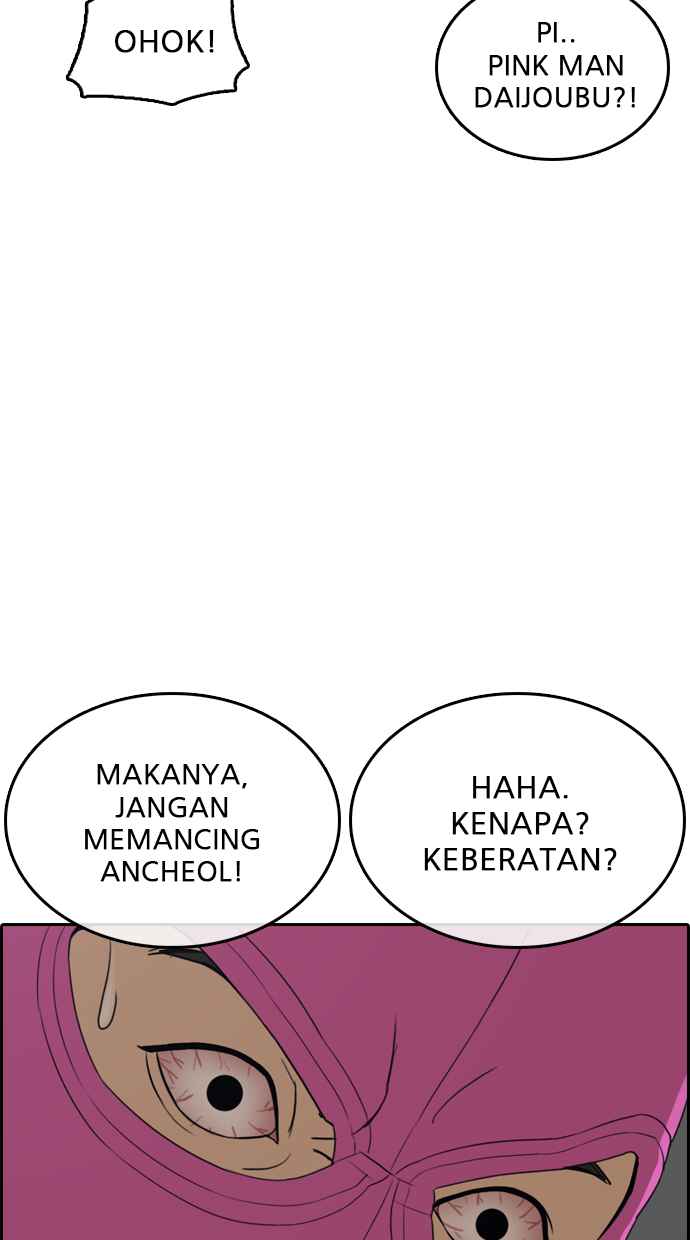 OHOK!
PI..
PINK MAN
DAIJOUBU?!
MAKANYA,
JANGAN
MEMANCING
ANCHEOL!
HAHA.
KENAPA?
KEBERATAN?